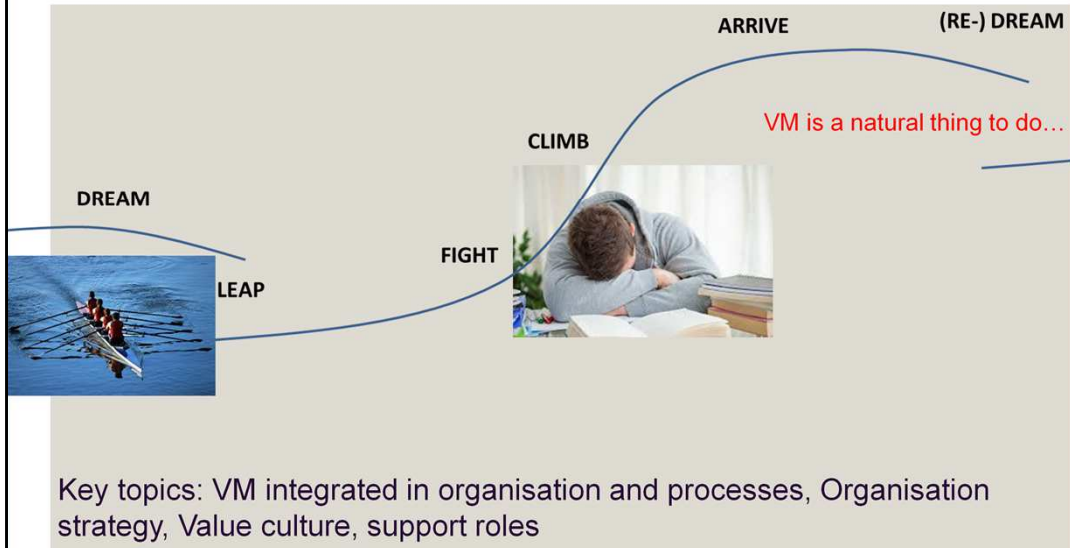 ARRIVE
(RE-) DREAM
VM is a natural thing to do…
CLIMB
DREAM
FIGHT
LEAP
Key topics: VM integrated in organisation and processes, Organisation
strategy, Value culture, support roles